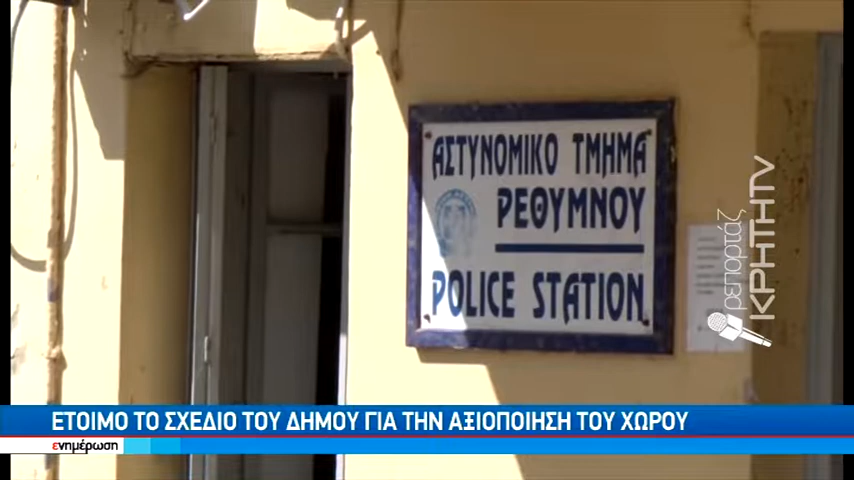 ΑΣΤΥΝΟΜΙΚΟ ΤΜΗΜΑ
ΡΕΘΥΜΝΟΥ
POLICE STATION
ρεπορτάζ
ΚΡΗΤΗTV
ΕΤΟΙΜΟ ΤΟ ΣΧΕΔΙΟ ΤΟΥ ΔΗΜΟΥ ΓΙΑ ΤΗΝ ΑΞΙΟΠΟΙΗΣΗ ΤΟΥ ΧΩΡΟΥ
ενημέρωση